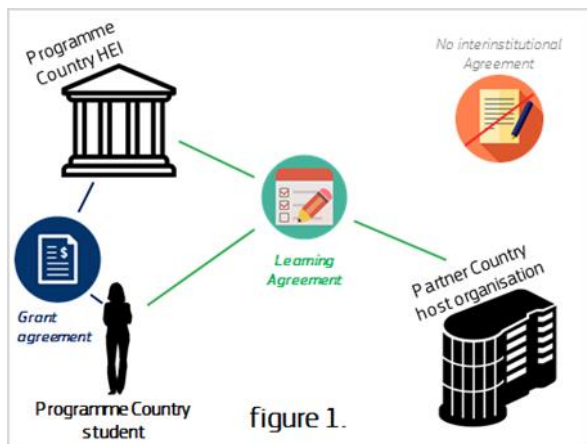 Programme
Country HEI
No interinstitutional
Agreement
$
Learning
Agreement
Partner Country
host organisation
Grant
agreement
Programme Country
student
figure 1.